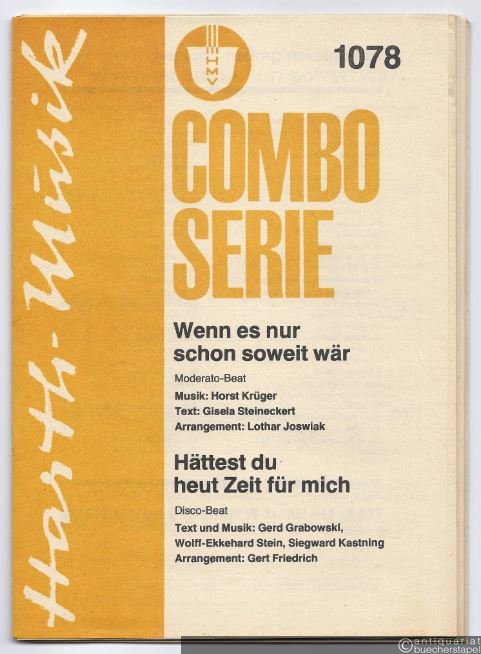 Harth-Musik
HMV
1078
COMBO
SERIE
Wenn es nur
schon soweit wär
Moderato-Beat
Musik: Horst Krüger
Text: Gisela Steineckert
Arrangement: Lothar Joswiak
Hättest du
heut Zeit für mich
Disco-Beat
Text und Musik: Gerd Grabowski,
Wolff-Ekkehard Stein, Siegward Kastning
Arrangement: Gert Friedrich
antiquariat
buecherstapel